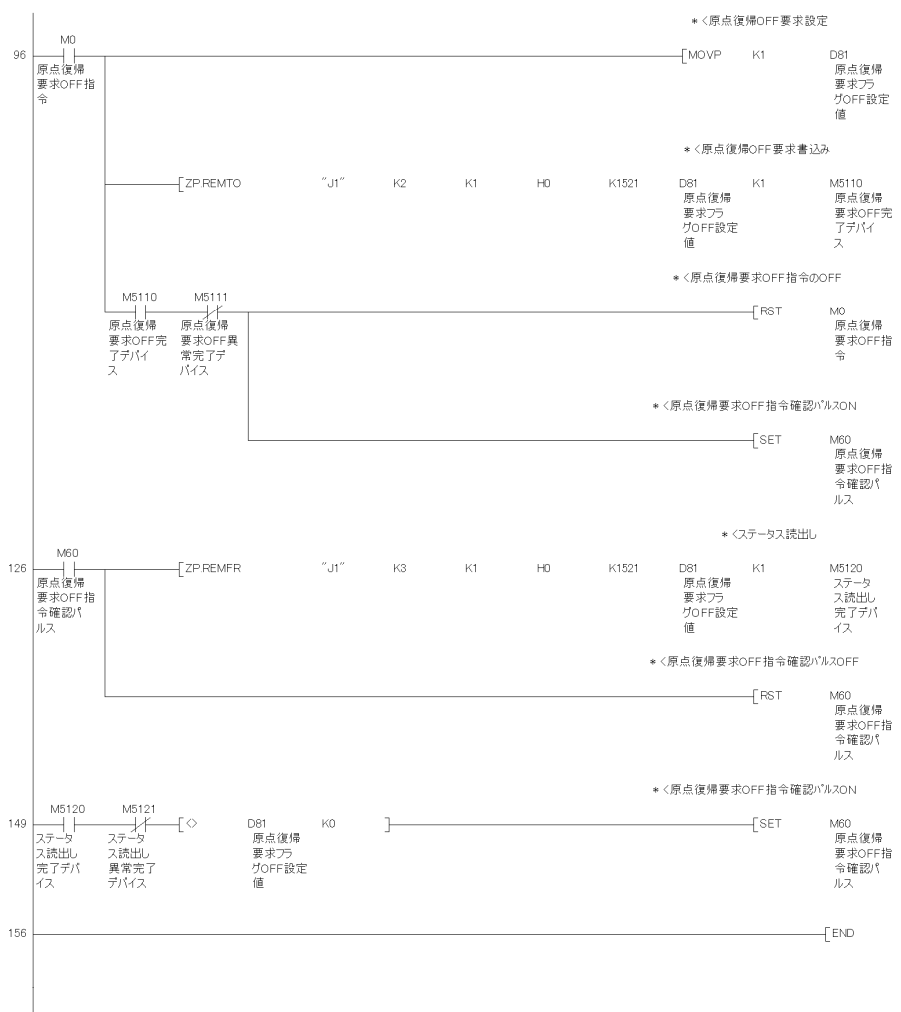 * <原点復帰OFF要求設定
M0
96 [MOVP K1 D81
原点復帰
要求OFF指
令
原点復帰
要求フラ
グOFF設定
値
* <原点復帰OFF要求書込み
[ZP.REMTO "J1" K2 K1 H0 K1521 D81 K1 M5110
原点復帰
要求フラ
グOFF設定
値
原点復帰
要求OFF完
了デバイ
ス
* <原点復帰要求OFF指令のOFF
M5110 M5111
[RST M0
原点復帰
要求OFF完
了デバイ
ス
原点復帰
要求OFF異
常完了デ
バイス
原点復帰
要求OFF指
令
* <原点復帰要求OFF指令確認パルスON
[SET M60
原点復帰
要求OFF指
令確認パ
ルス
* <ステータス読出し
M60
126 [ZP.REMFR "J1" K3 K1 H0 K1521 D81 K1 M5120
原点復帰
要求OFF指
令確認パ
ルス
原点復帰
要求フラ
グOFF設定
値
ステータ
ス読出し
完了デバ
イス
* <原点復帰要求OFF指令確認パルスOFF
[RST M60
原点復帰
要求OFF指
令確認パ
ルス
* <原点復帰要求OFF指令確認パルスON
M5120 M5121
149 [<> D81 K0 ] [SET M60
ステータ
ス読出し
完了デバ
イス
ステータ
ス読出し
異常完了
デバイス
原点復帰
要求フラ
グOFF設定
値
原点復帰
要求OFF指
令確認パ
ルス
156 [END